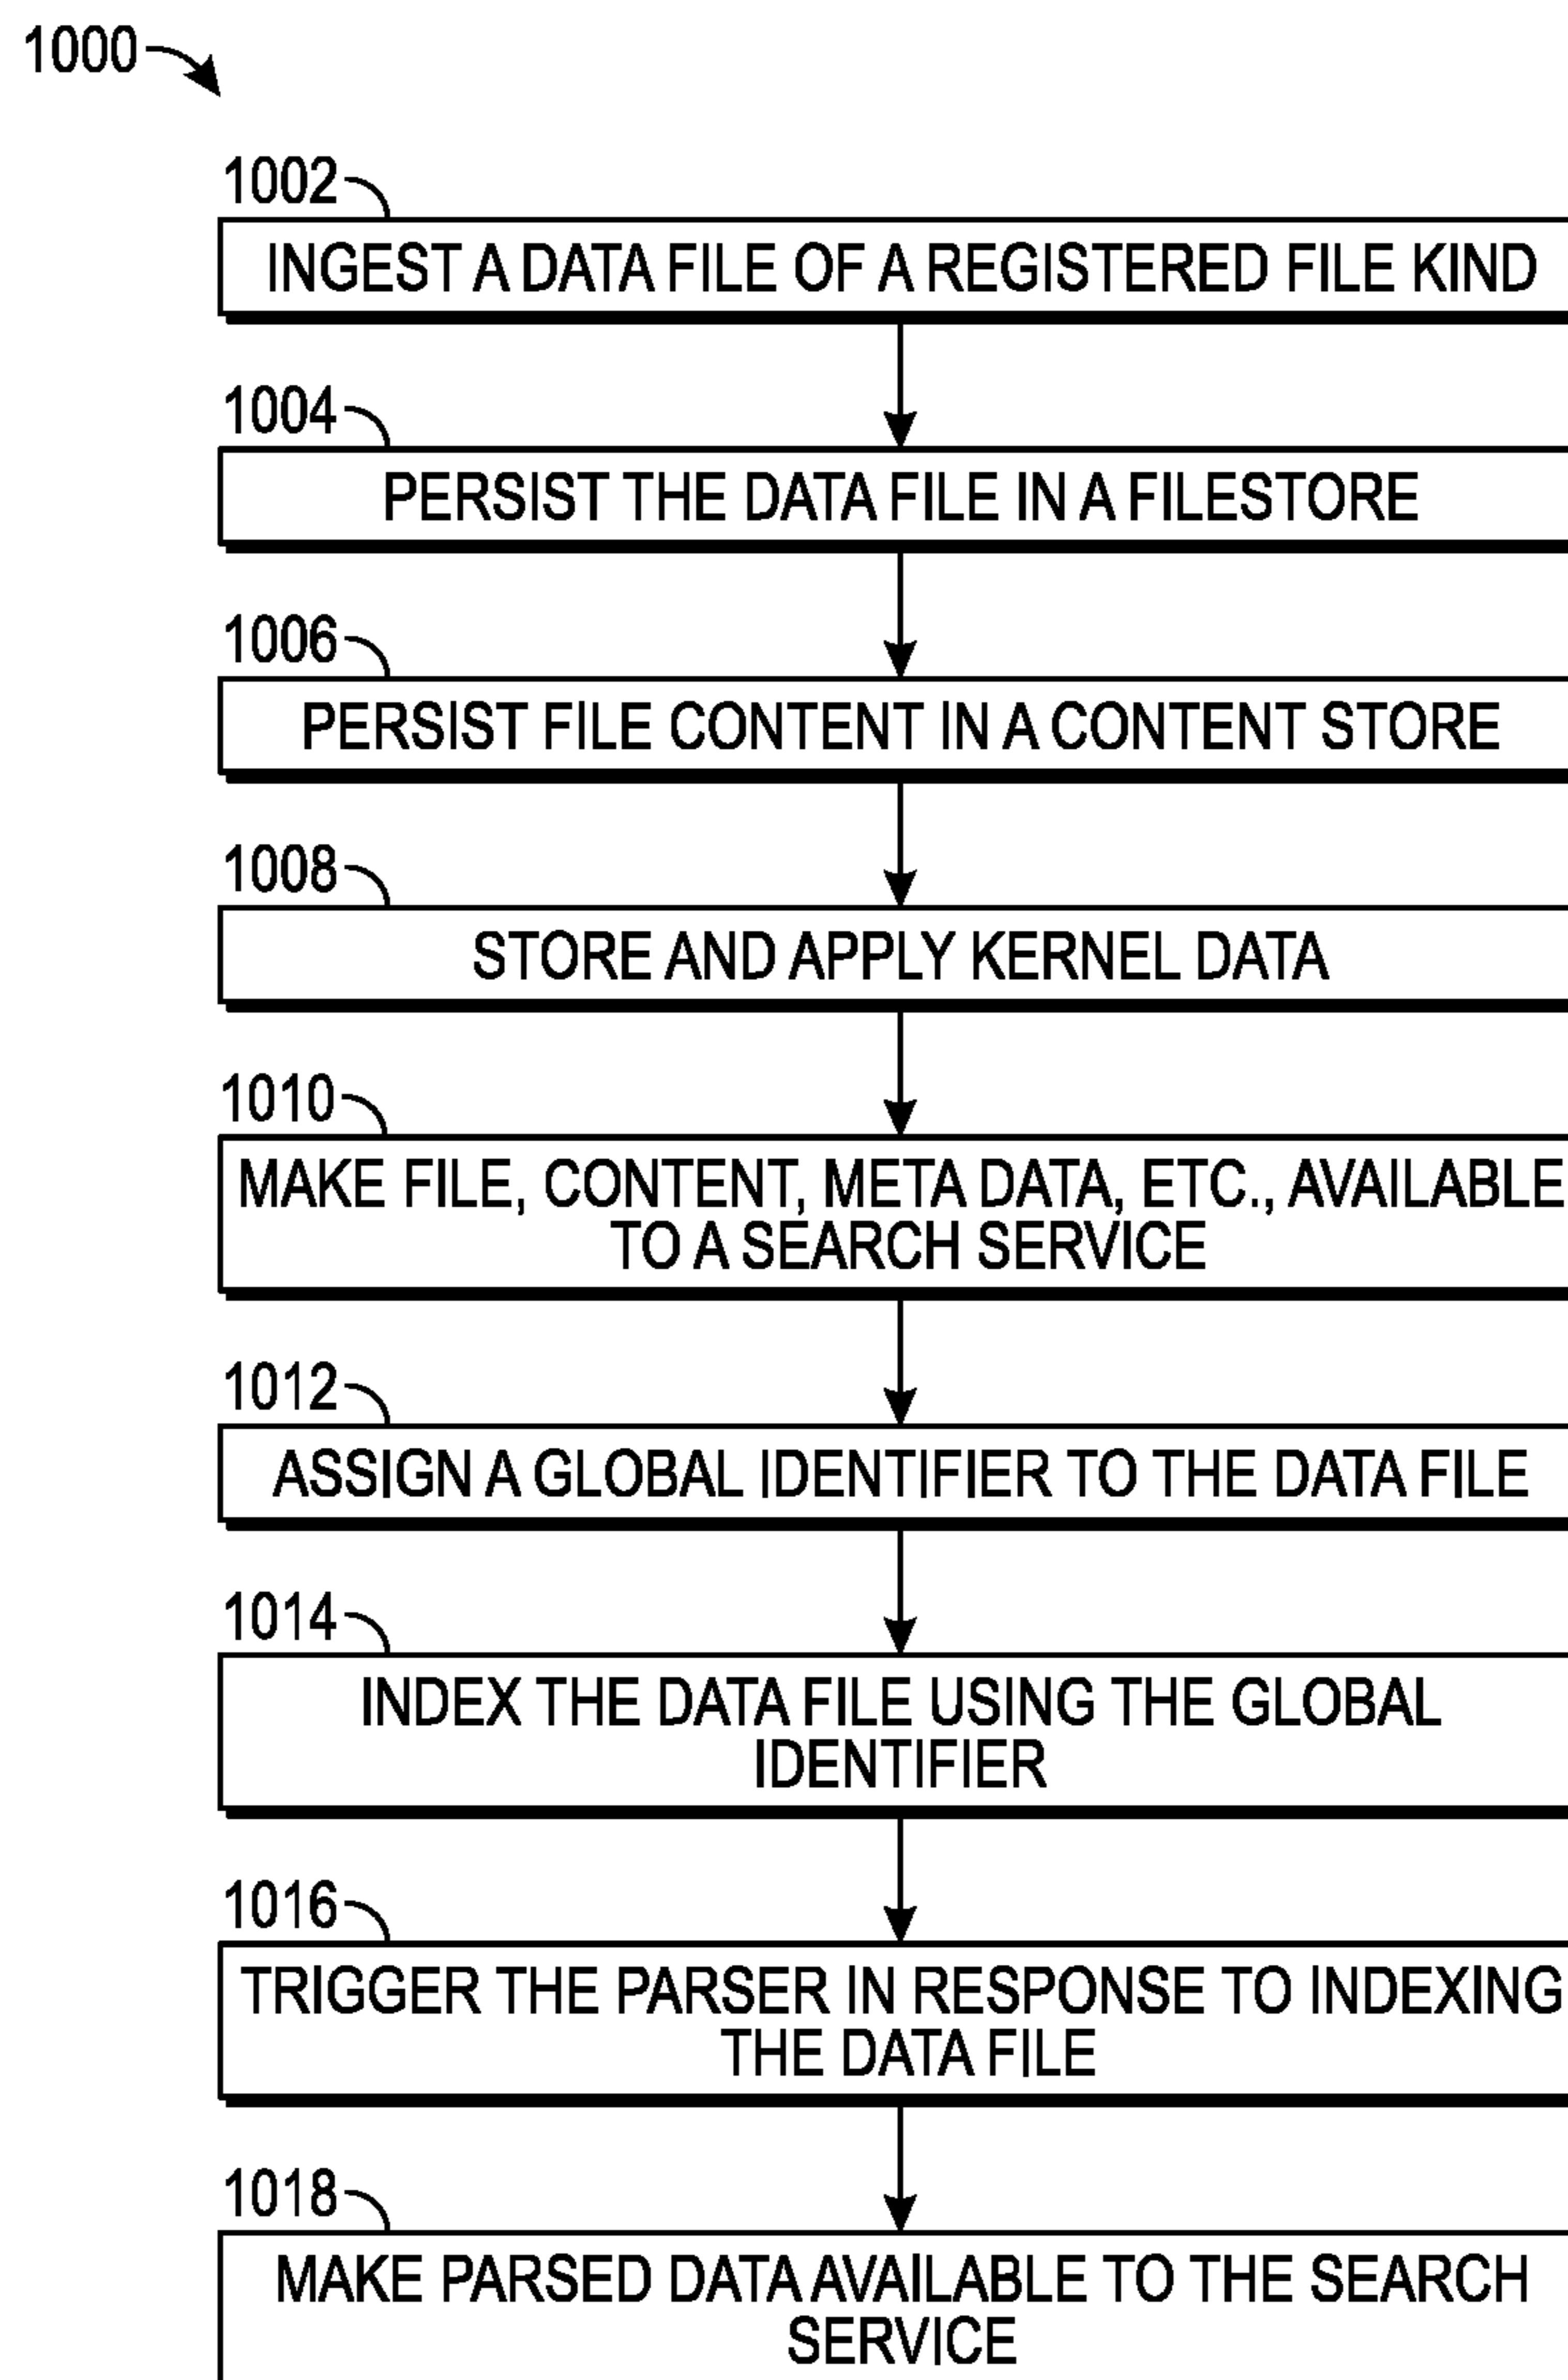 1000
1002
INGEST A DATA FILE OF A REGISTERED FILE KIND
1004
PERSIST THE DATA FILE IN A FILESTORE
1006
PERSIST FILE CONTENT IN A CONTENT STORE
1008
STORE AND APPLY KERNEL DATA
1010
MAKE FILE, CONTENT, META DATA, ETC., AVAILABLE
TO A SEARCH SERVICE
1012
ASSIGN A GLOBAL IDENTIFIER TO THE DATA FILE
1014
INDEX THE DATA FILE USING THE GLOBAL
IDENTIFIER
1016
TRIGGER THE PARSER IN RESPONSE TO INDEXING
THE DATA FILE
1018
MAKE PARSED DATA AVAILABLE TO THE SEARCH
SERVICE